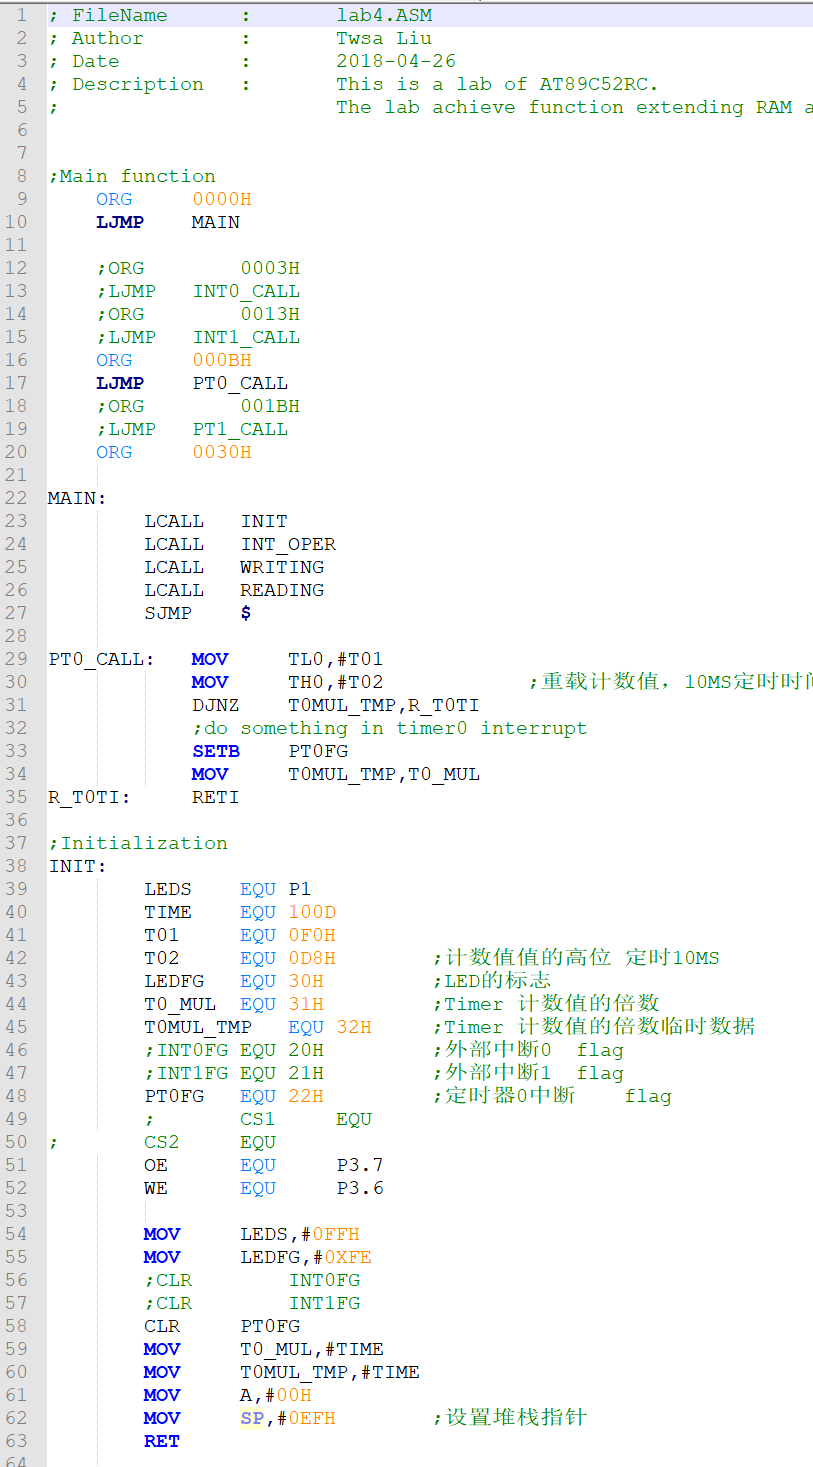 1 ; FileName : lab4.ASM
2 ; Author : Twsa Liu
3 ; Date : 2018-04-26
4 ; Description : This is a lab of AT89C52RC.
5 ; The lab achieve function extending RAM a
6
7
8 ;Main function
9 ORG 0000H
10 LJMP MAIN
11
12 ;ORG 0003H
13 ;LJMP INT0_CALL
14 ;ORG 0013H
15 ;LJMP INT1_CALL
16 ORG 000BH
17 LJMP PT0_CALL
18 ;ORG 001BH
19 ;LJMP PT1_CALL
20 ORG 0030H
21
22 MAIN:
23 LCALL INIT
24 LCALL INT_OPER
25 LCALL WRITING
26 LCALL READING
27 SJMP $
28
29 PT0_CALL: MOV TL0,#T01
30 MOV TH0,#T02 ;重载计数值，10MS定时时
31 DJNZ T0MUL_TMP,R_T0TI
32 ;do something in timer0 interrupt
33 SETB PT0FG
34 MOV T0MUL_TMP,T0_MUL
35 R_T0TI: RETI
36
37 ;Initialization
38 INIT:
39 LEDS EQU P1
40 TIME EQU 100D
41 T01 EQU 0F0H
42 T02 EQU 0D8H ;计数值值的高位 定时10MS
43 LEDFG EQU 30H ;LED的标志
44 T0_MUL EQU 31H ;Timer 计数值的倍数
45 T0MUL_TMP EQU 32H ;Timer 计数值的倍数临时数据
46 ;INT0FG EQU 20H ;外部中断0 flag
47 ;INT1FG EQU 21H ;外部中断1 flag
48 PT0FG EQU 22H ;定时器0中断 flag
49 ; CS1 EQU
50 ; CS2 EQU
51 OE EQU P3.7
52 WE EQU P3.6
53
54 MOV LEDS,#0FFH
55 MOV LEDFG,#0XFE
56 ;CLR INT0FG
57 ;CLR INT1FG
58 CLR PT0FG
59 MOV T0_MUL,#TIME
60 MOV T0MUL_TMP,#TIME
61 MOV A,#00H
62 MOV SP,#0EFH ;设置堆栈指针
63 RET
64